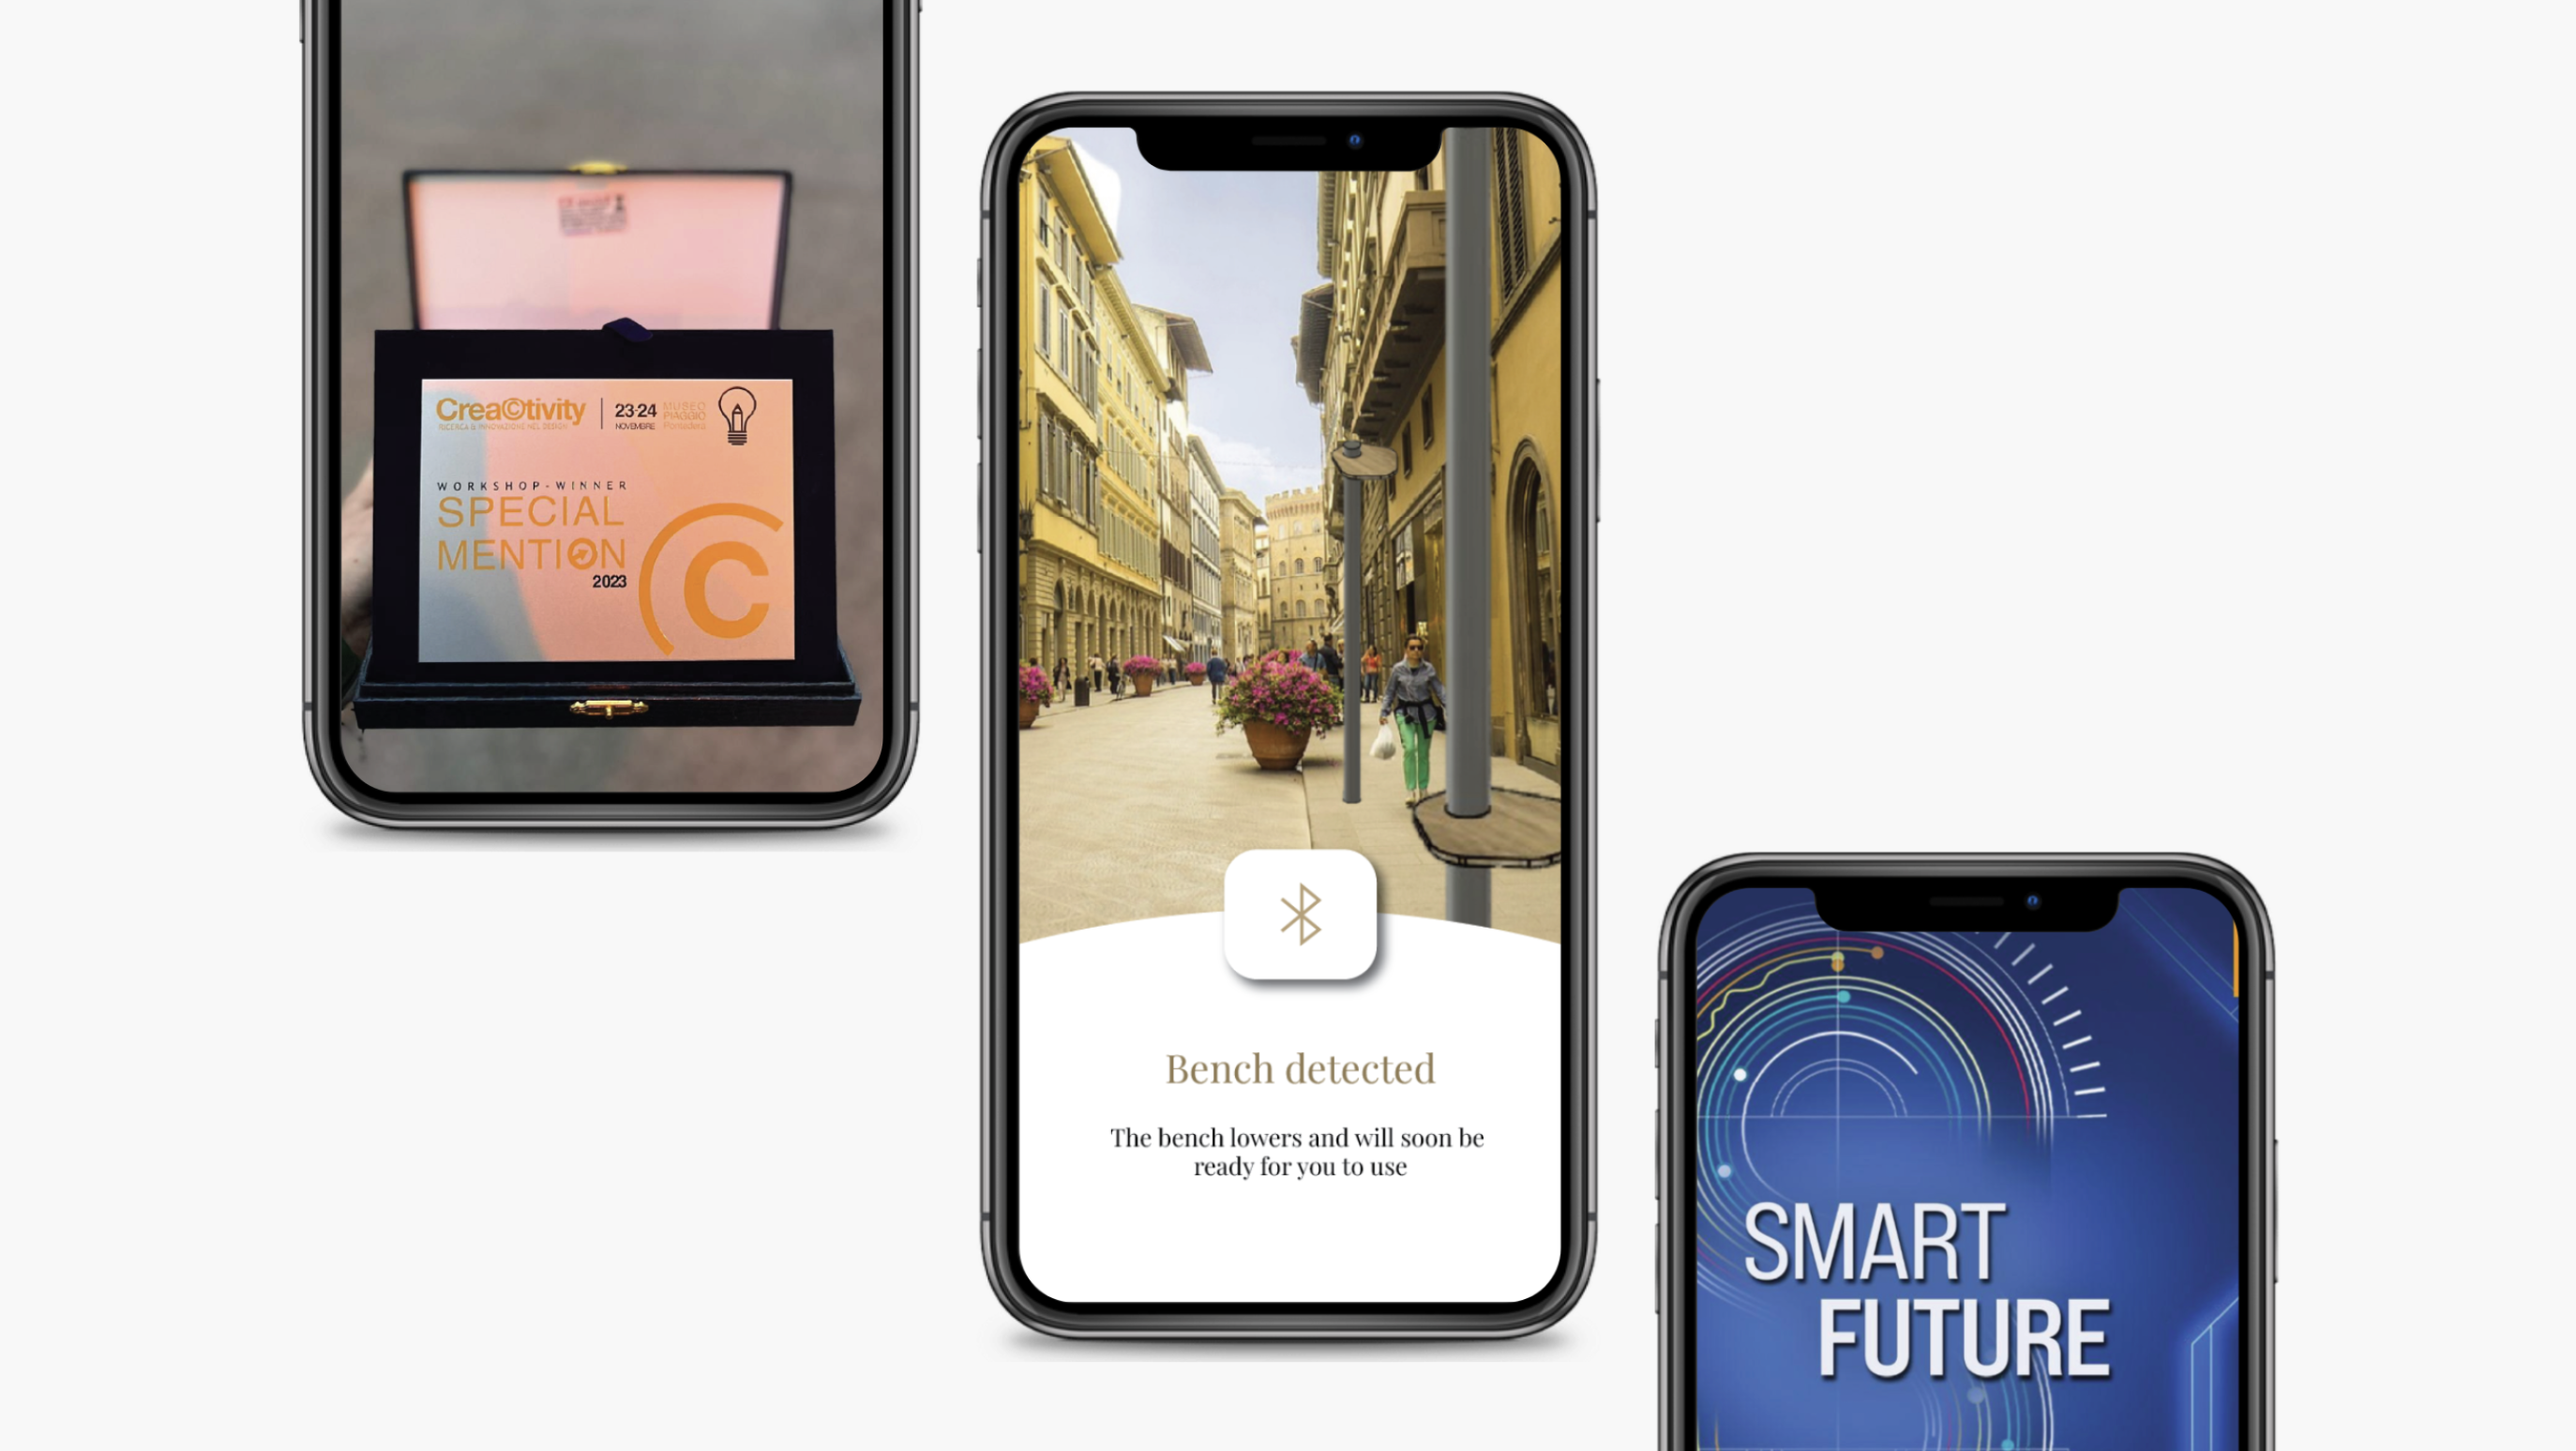 Crea©tivity
RICERCA & INNOVAZIONE NEL DESIGN
23-24
NOVEMBRE
MUSEO
PIAGGIO
Pontedera
WORKSHOP-WINNER
SPECIAL
MENTION
2023
C
Bench detected
The bench lowers and will soon be
ready for you to use
SMART
FUTURE